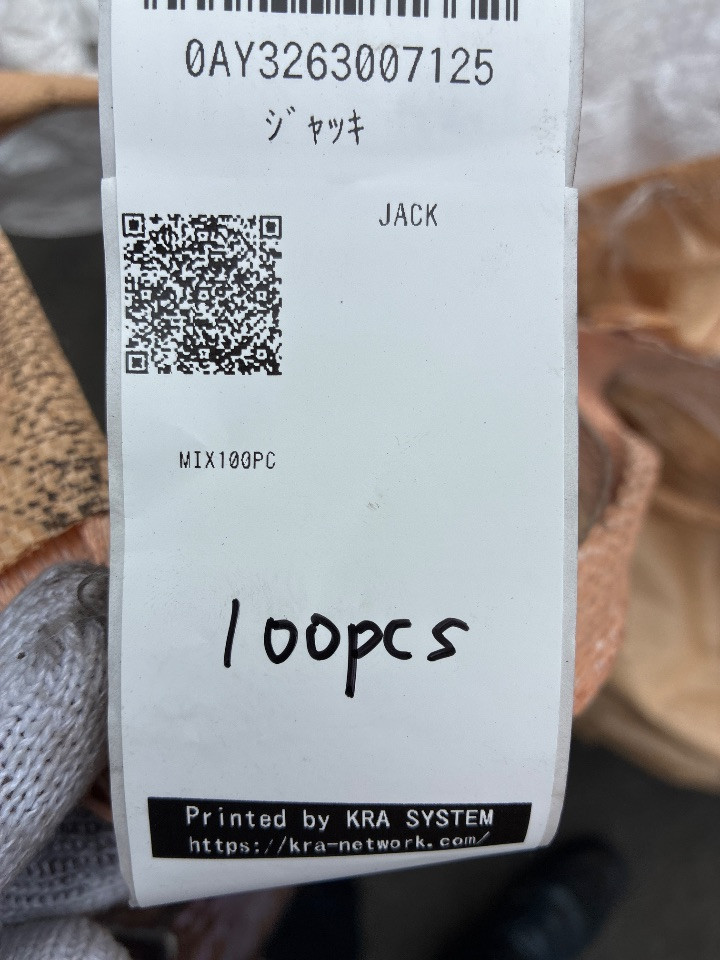 0AY3263007125
ジャッキ
JACK
MIX100PC
100pcs
Printed by KRA SYSTEM
https://kra-network.com/